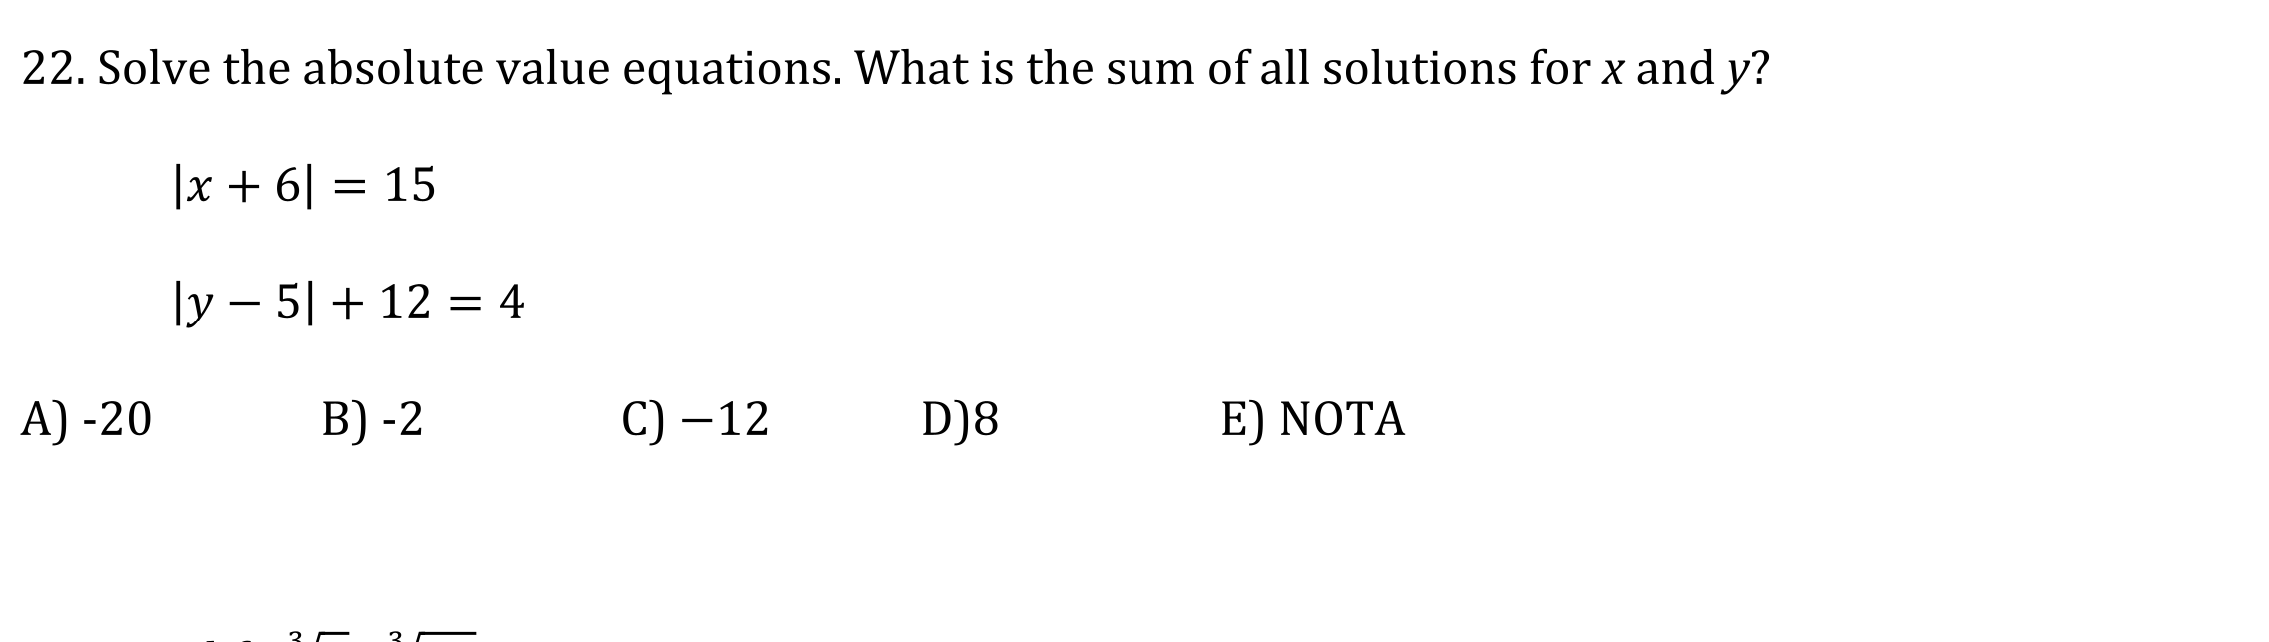 22. Solve the absolute value equations. What is the sum of all solutions for x and y?
|x + 6| = 15
|y − 5| + 12 = 4
A) -20 B) -2 C) −12 D)8 E) NOTA